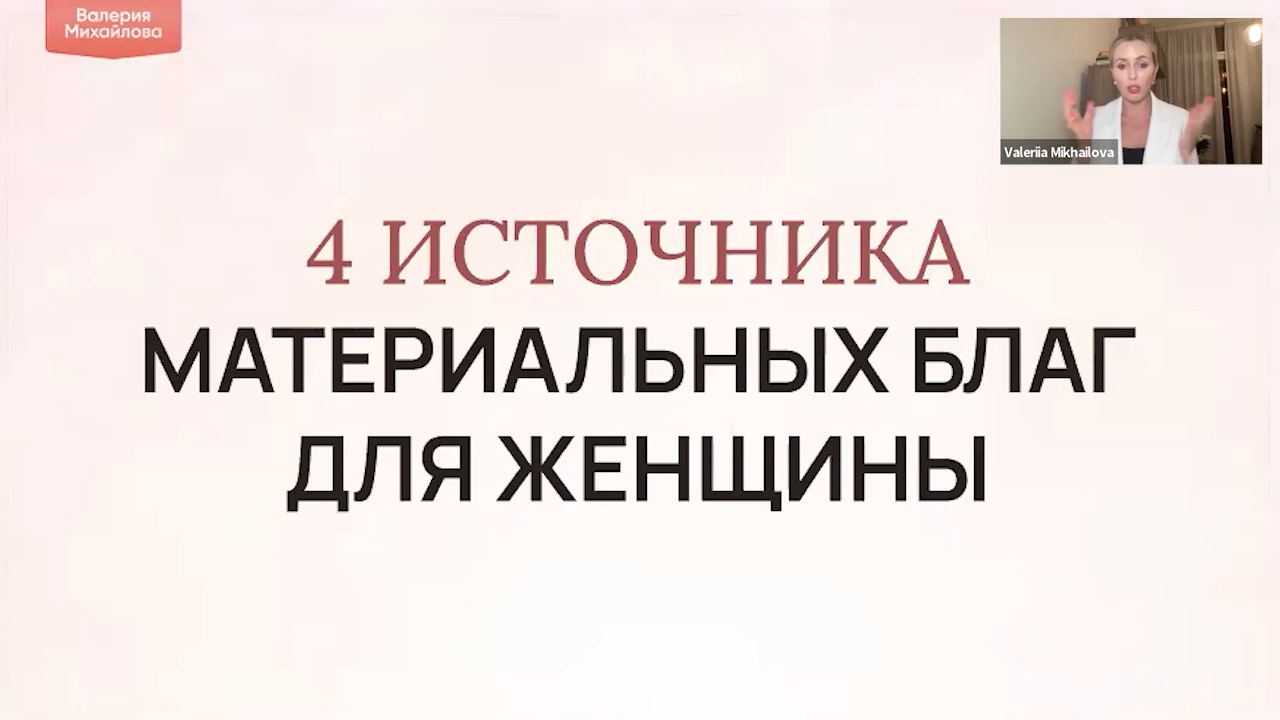 Валерия
Михайлова
Valeriia Mikhailova
4 ИСТОЧНИКА
МАТЕРИАЛЬНЫХ БЛАГ
ДЛЯ ЖЕНЩИНЫ